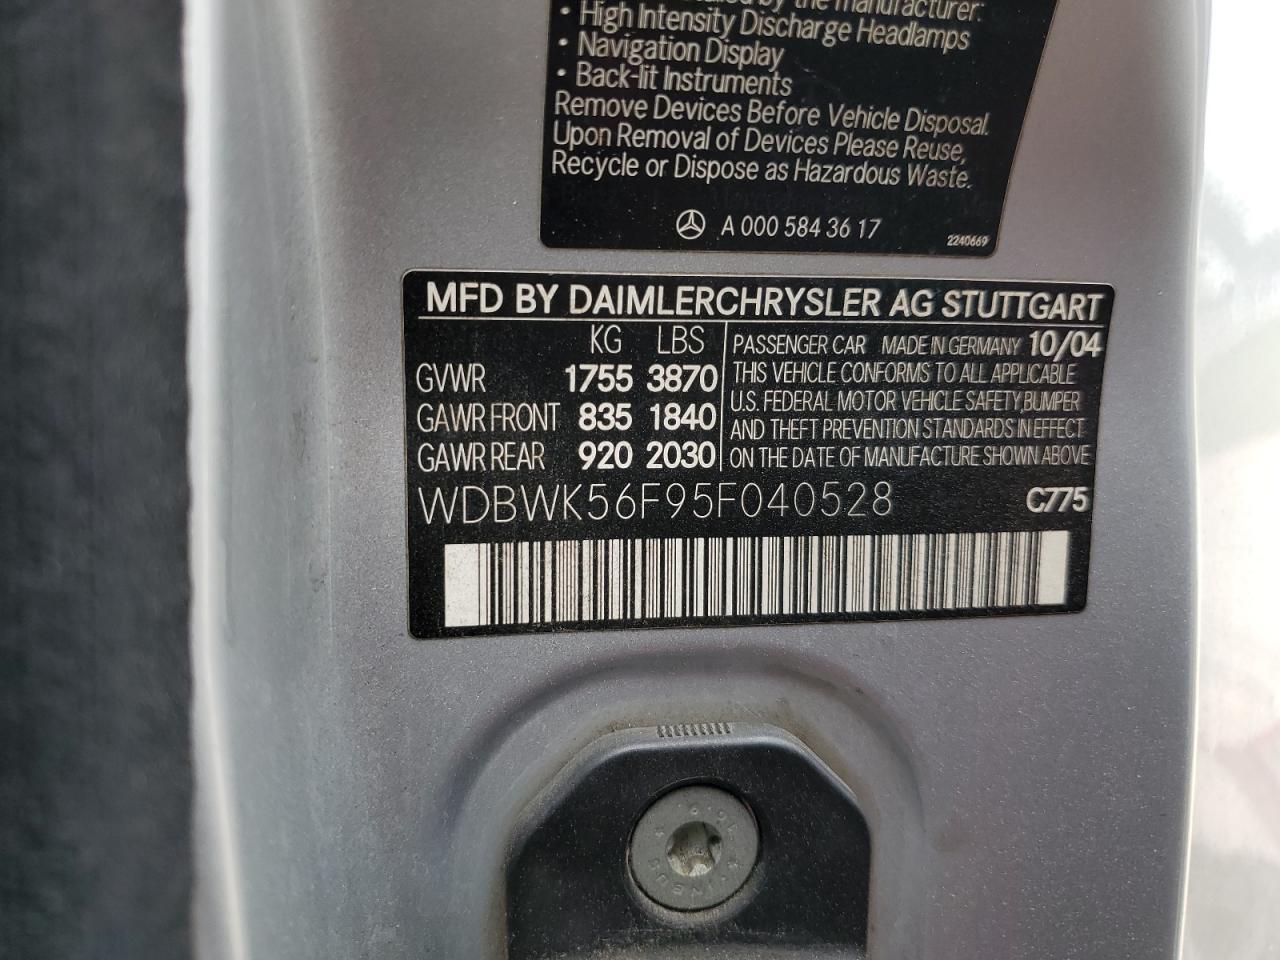 by the manufacturer:
• High Intensity Discharge Headlamps
• Navigation Display
• Back-lit Instruments
Remove Devices Before Vehicle Disposal.
Upon Removal of Devices Please Reuse,
Recycle or Dispose as Hazardous Waste.
A 000 584 36 17
2240669
MFD BY DAIMLERCHRYSLER AG STUTTGART
KG LBS
GVWR 1755 3870
GAWR FRONT 835 1840
GAWR REAR 920 2030
PASSENGER CAR MADE IN GERMANY 10/04
THIS VEHICLE CONFORMS TO ALL APPLICABLE
U.S. FEDERAL MOTOR VEHICLE SAFETY,BUMPER
AND THEFT PREVENTION STANDARDS IN EFFECT
ON THE DATE OF MANUFACTURE SHOWN ABOVE
WDBWK56F95F040528 C775